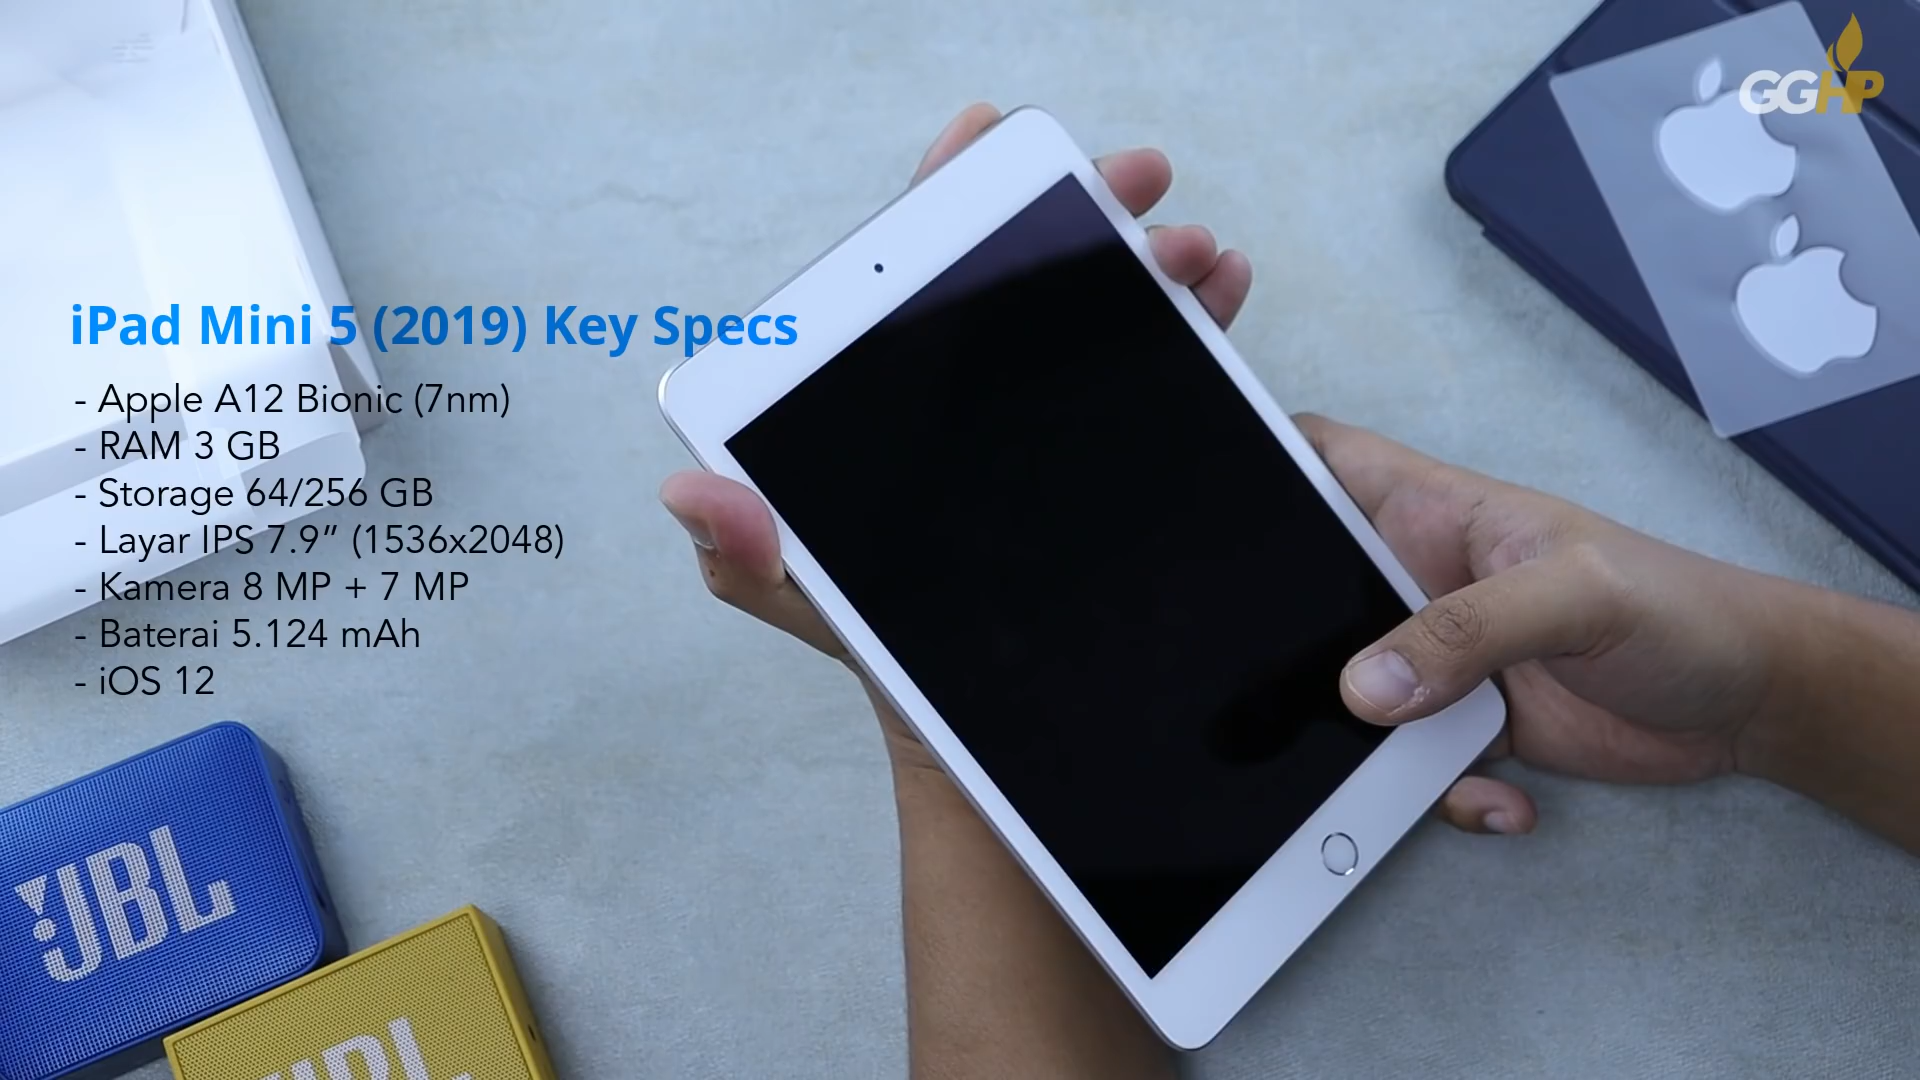 GGHP
iPad Mini 5 (2019) Key Specs
- Apple A12 Bionic (7nm)
- RAM 3 GB
- Storage 64/256 GB
- Layar IPS 7.9” (1536x2048)
- Kamera 8 MP + 7 MP
- Baterai 5.124 mAh
- iOS 12
JBL
JBL